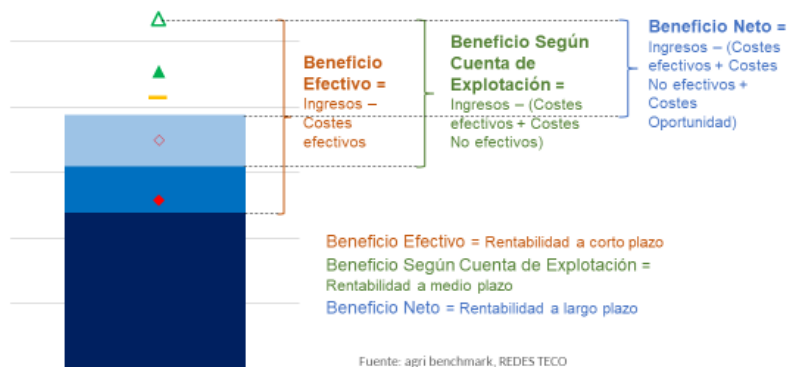 Beneficio
Efectivo =
Ingresos –
Costes
efectivos
Beneficio Según
Cuenta de
Explotación =
Ingresos – (Costes
efectivos + Costes
No efectivos)
Beneficio Neto =
Ingresos – (Costes
efectivos + Costes
No efectivos +
Costes
Oportunidad)
Beneficio Efectivo = Rentabilidad a corto plazo
Beneficio Según Cuenta de Explotación =
Rentabilidad a medio plazo
Beneficio Neto = Rentabilidad a largo plazo
Fuente: agri benchmark, REDES TECO